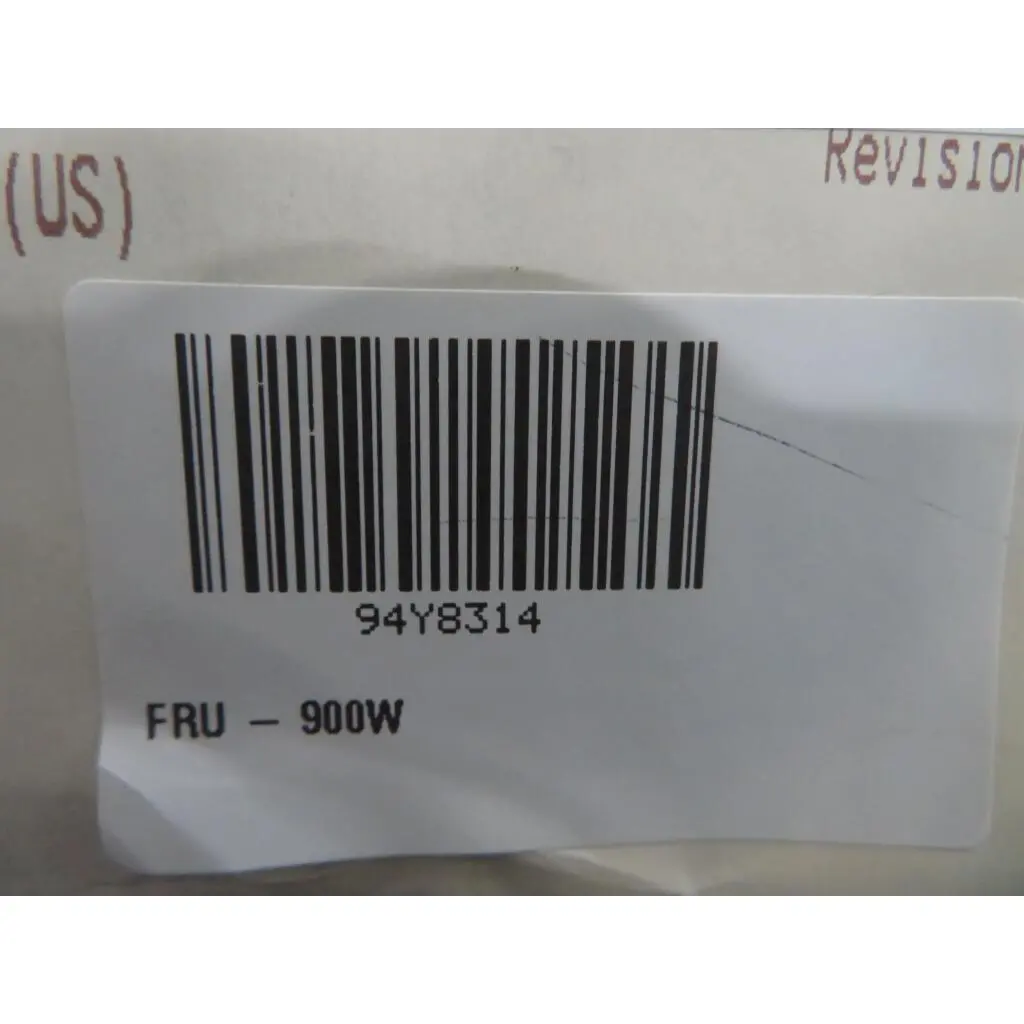 (US)
Revision
94Y8314
FRU - 900W